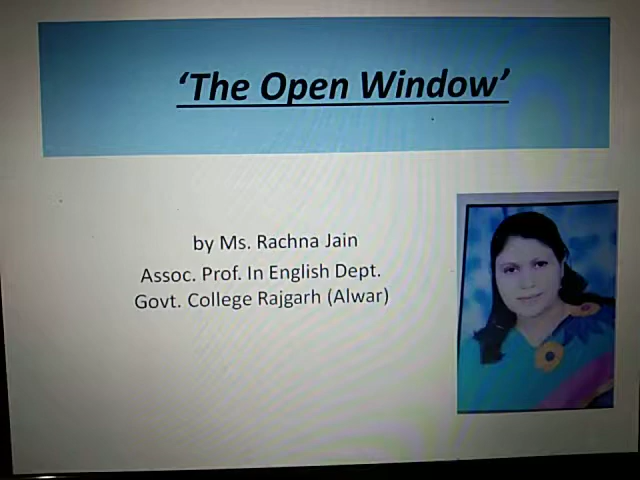 ‘The Open Window’
by Ms. Rachna Jain
Assoc. Prof. In English Dept.
Govt. College Rajgarh (Alwar)